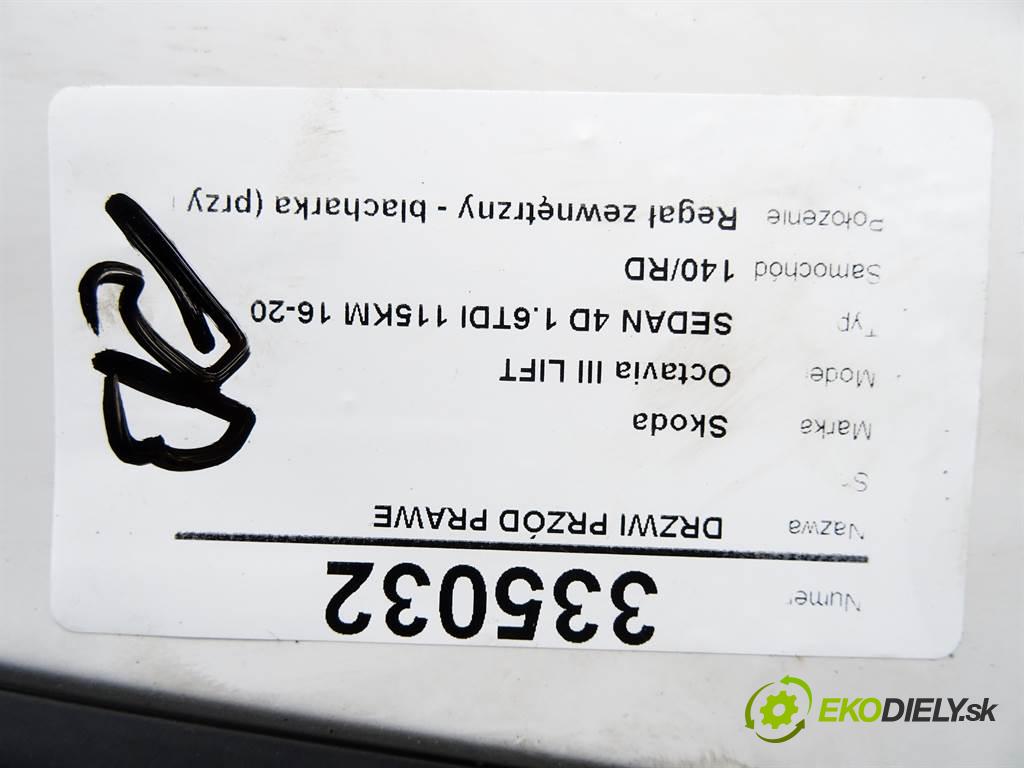 Numer 335032
Nazwa DRZWI PRZÓD PRAWE
Marka Skoda
Model Octavia III LIFT
Typ SEDAN 4D 1.6TDI 115KM 16-20
Samochód 140/RD
Położenie Regał zewnętrzny - blacharka (przy
EKODIELY.sk